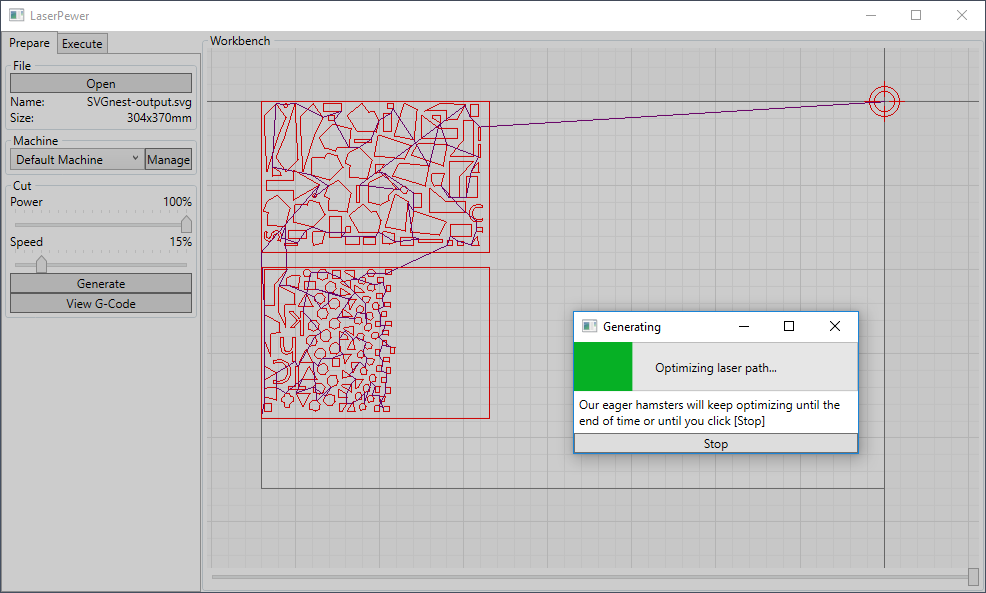 LaserPewer
Prepare
Execute
File
Open
Name: SVGnest-output.svg
Size: 304x370mm
Machine
Default Machine
Manage
Cut
Power 100%
Speed 15%
Generate
View G-Code
Workbench
Generating
Optimizing laser path...
Our eager hamsters will keep optimizing until the
end of time or until you click [Stop]
Stop